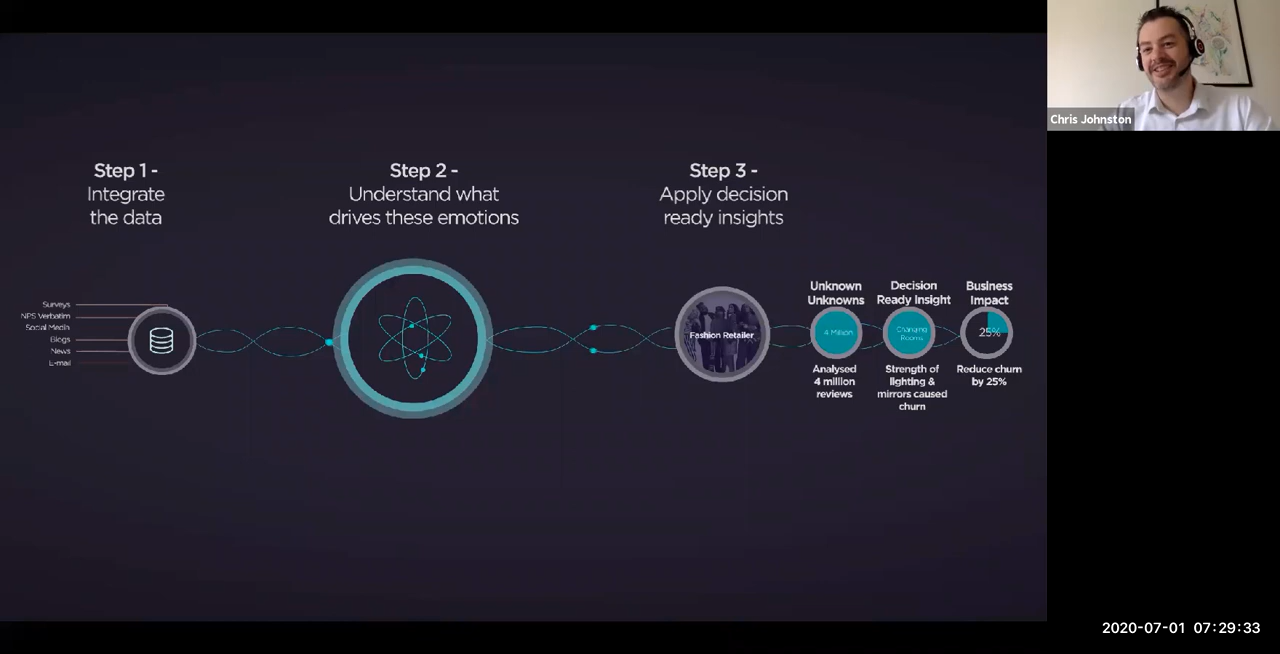 Chris Johnston
Step 1 -
Integrate
the data
Step 2 -
Understand what
drives these emotions
Step 3 -
Apply decision
ready insights
Surveys
NPS Verbatim
Social Media
Blogs
News
E-mail
Fashion Retailer
Unknown
Unknowns
4 Million
Analysed
4 million
reviews
Decision
Ready Insight
Changing
Rooms
Strength of
lighting &
mirrors caused
churn
Business
Impact
25%
Reduce churn
by 25%
2020-07-01 07:29:33